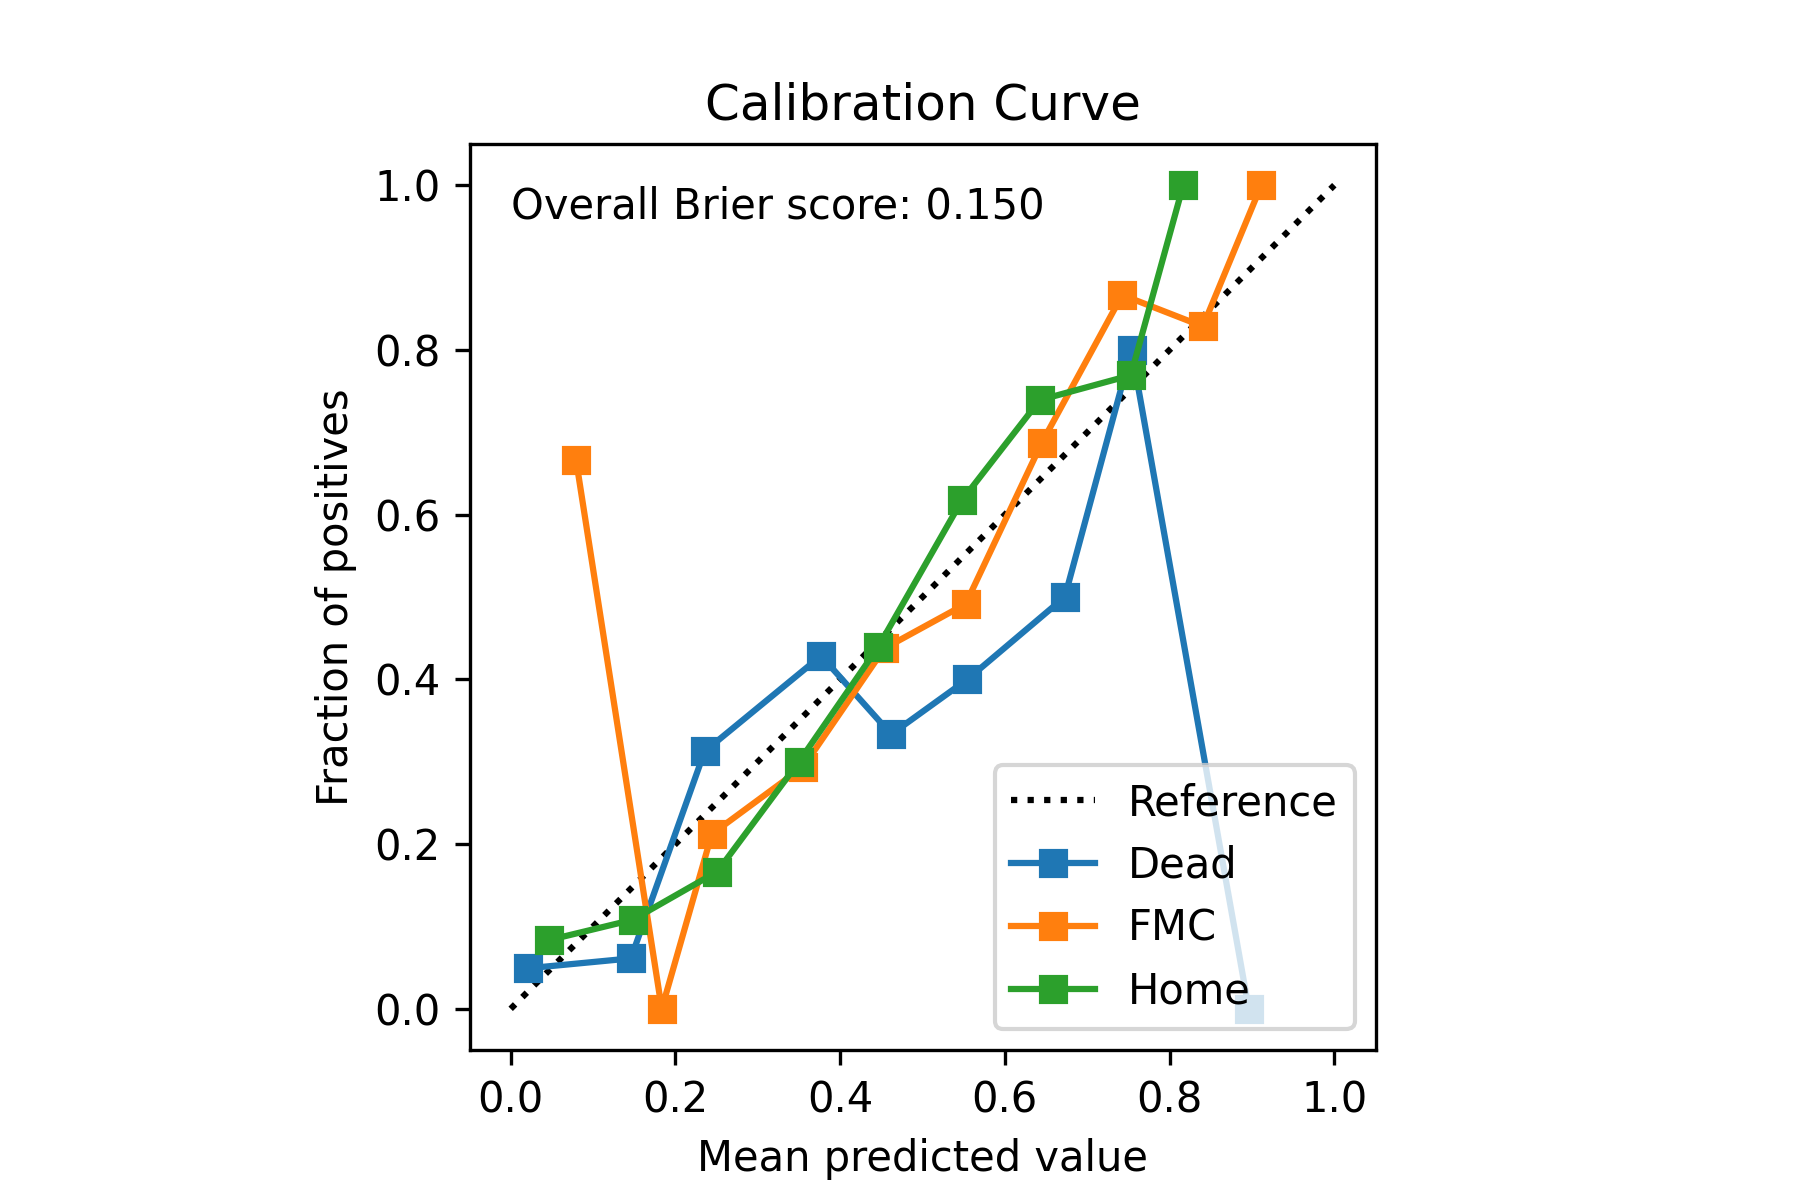 Calibration Curve
Overall Brier score: 0.150
Fraction of positives
1.0
0.8
0.6
0.4
0.2
0.0
Reference
Dead
FMC
Home
0.0 0.2 0.4 0.6 0.8 1.0
Mean predicted value